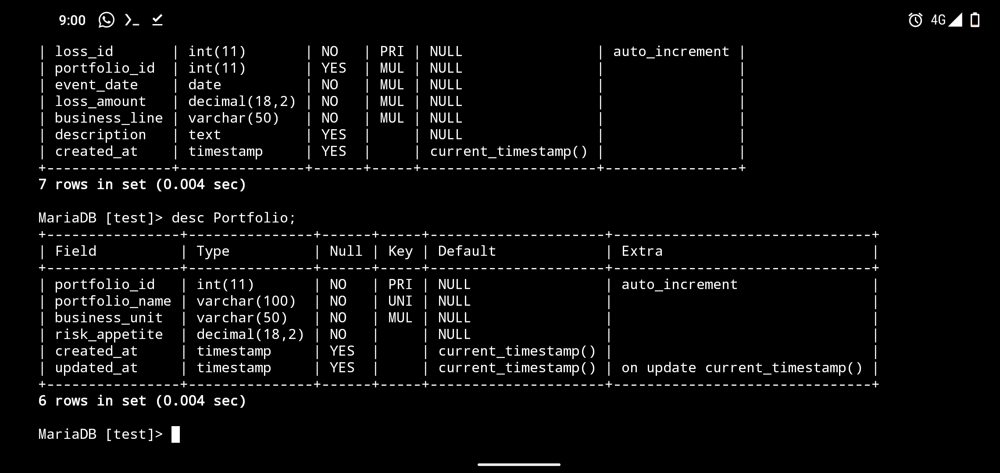 9:00 4G
| loss_id       | int(11)       | NO   | PRI | NULL                | auto_increment |
| portfolio_id  | int(11)       | YES  | MUL | NULL                |                |
| event_date    | date          | NO   | MUL | NULL                |                |
| loss_amount   | decimal(18,2) | NO   | MUL | NULL                |                |
| business_line | varchar(50)   | NO   | MUL | NULL                |                |
| description   | text          | YES  |     | NULL                |                |
| created_at    | timestamp     | YES  |     | current_timestamp() |                |
+---------------+---------------+------+-----+---------------------+----------------+
7 rows in set (0.004 sec)
MariaDB [test]> desc Portfolio;
+----------------+---------------+------+-----+---------------------+-------------------------------+
| Field          | Type          | Null | Key | Default             | Extra                         |
+----------------+---------------+------+-----+---------------------+-------------------------------+
| portfolio_id   | int(11)       | NO   | PRI | NULL                | auto_increment                |
| portfolio_name | varchar(100)  | NO   | UNI | NULL                |                               |
| business_unit  | varchar(50)   | NO   | MUL | NULL                |                               |
| risk_appetite  | decimal(18,2) | NO   |     | NULL                |                               |
| created_at     | timestamp     | YES  |     | current_timestamp() |                               |
| updated_at     | timestamp     | YES  |     | current_timestamp() | on update current_timestamp() |
+----------------+---------------+------+-----+---------------------+-------------------------------+
6 rows in set (0.004 sec)
MariaDB [test]>